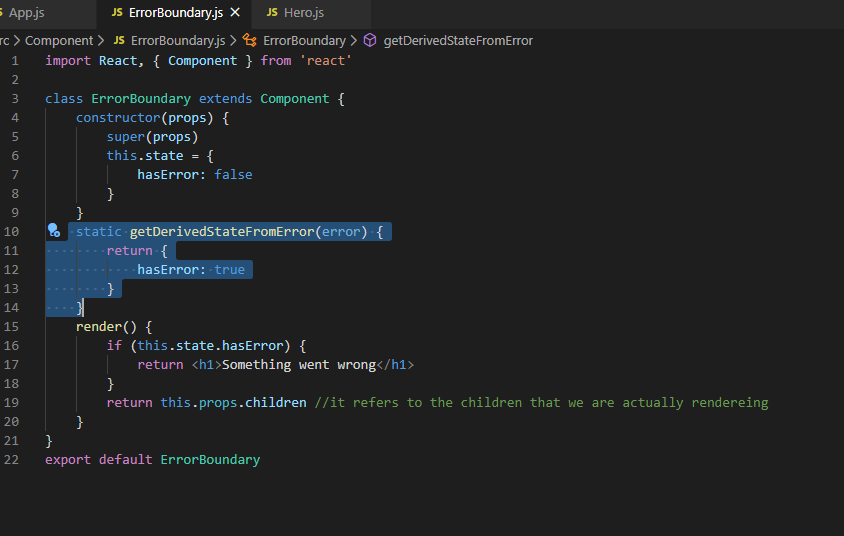 S App.js JS ErrorBoundary.js × JS Hero.js
rc > Component > JS ErrorBoundary.js > ErrorBoundary > getDerivedStateFromError
1 import React, { Component } from 'react'
2
3 class ErrorBoundary extends Component {
4 constructor(props) {
5 super(props)
6 this.state = {
7 hasError: false
8 }
9 }
10 static getDerivedStateFromError(error) {
11 return {
12 hasError: true
13 }
14 }
15 render() {
16 if (this.state.hasError) {
17 return <h1>Something went wrong</h1>
18 }
19 return this.props.children //it refers to the children that we are actually rendereing
20 }
21 }
22 export default ErrorBoundary